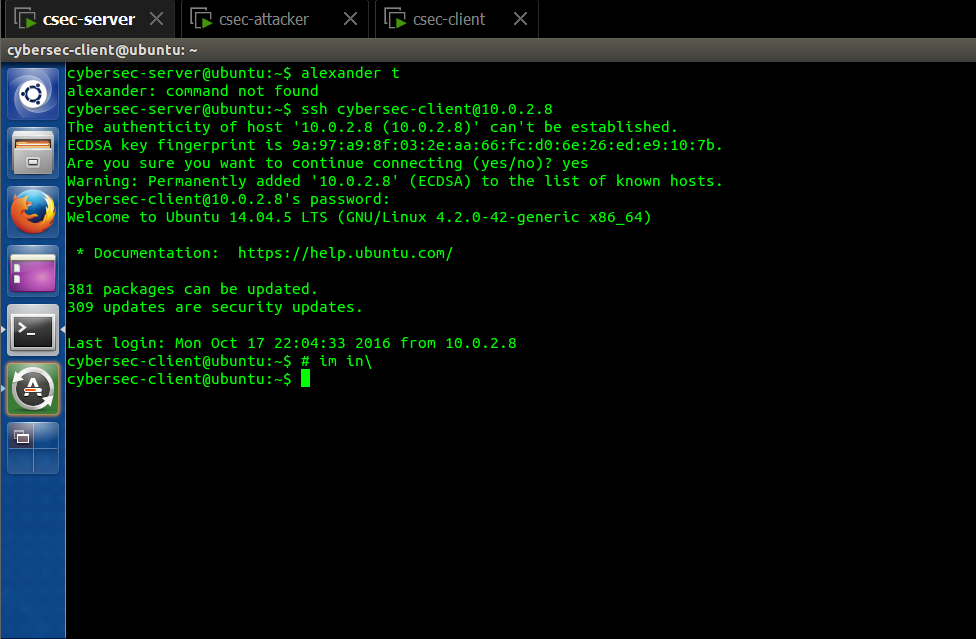 csec-server
csec-attacker
csec-client
cybersec-client@ubuntu: ~
cybersec-server@ubuntu:~$ alexander t
alexander: command not found
cybersec-server@ubuntu:~$ ssh cybersec-client@10.0.2.8
The authenticity of host '10.0.2.8 (10.0.2.8)' can't be established.
ECDSA key fingerprint is 9a:97:a9:8f:03:2e:aa:66:fc:d0:6e:26:ed:e9:10:7b.
Are you sure you want to continue connecting (yes/no)? yes
Warning: Permanently added '10.0.2.8' (ECDSA) to the list of known hosts.
cybersec-client@10.0.2.8's password:
Welcome to Ubuntu 14.04.5 LTS (GNU/Linux 4.2.0-42-generic x86_64)
* Documentation:  https://help.ubuntu.com/
381 packages can be updated.
309 updates are security updates.
Last login: Mon Oct 17 22:04:33 2016 from 10.0.2.8
cybersec-client@ubuntu:~$ # im in\
cybersec-client@ubuntu:~$